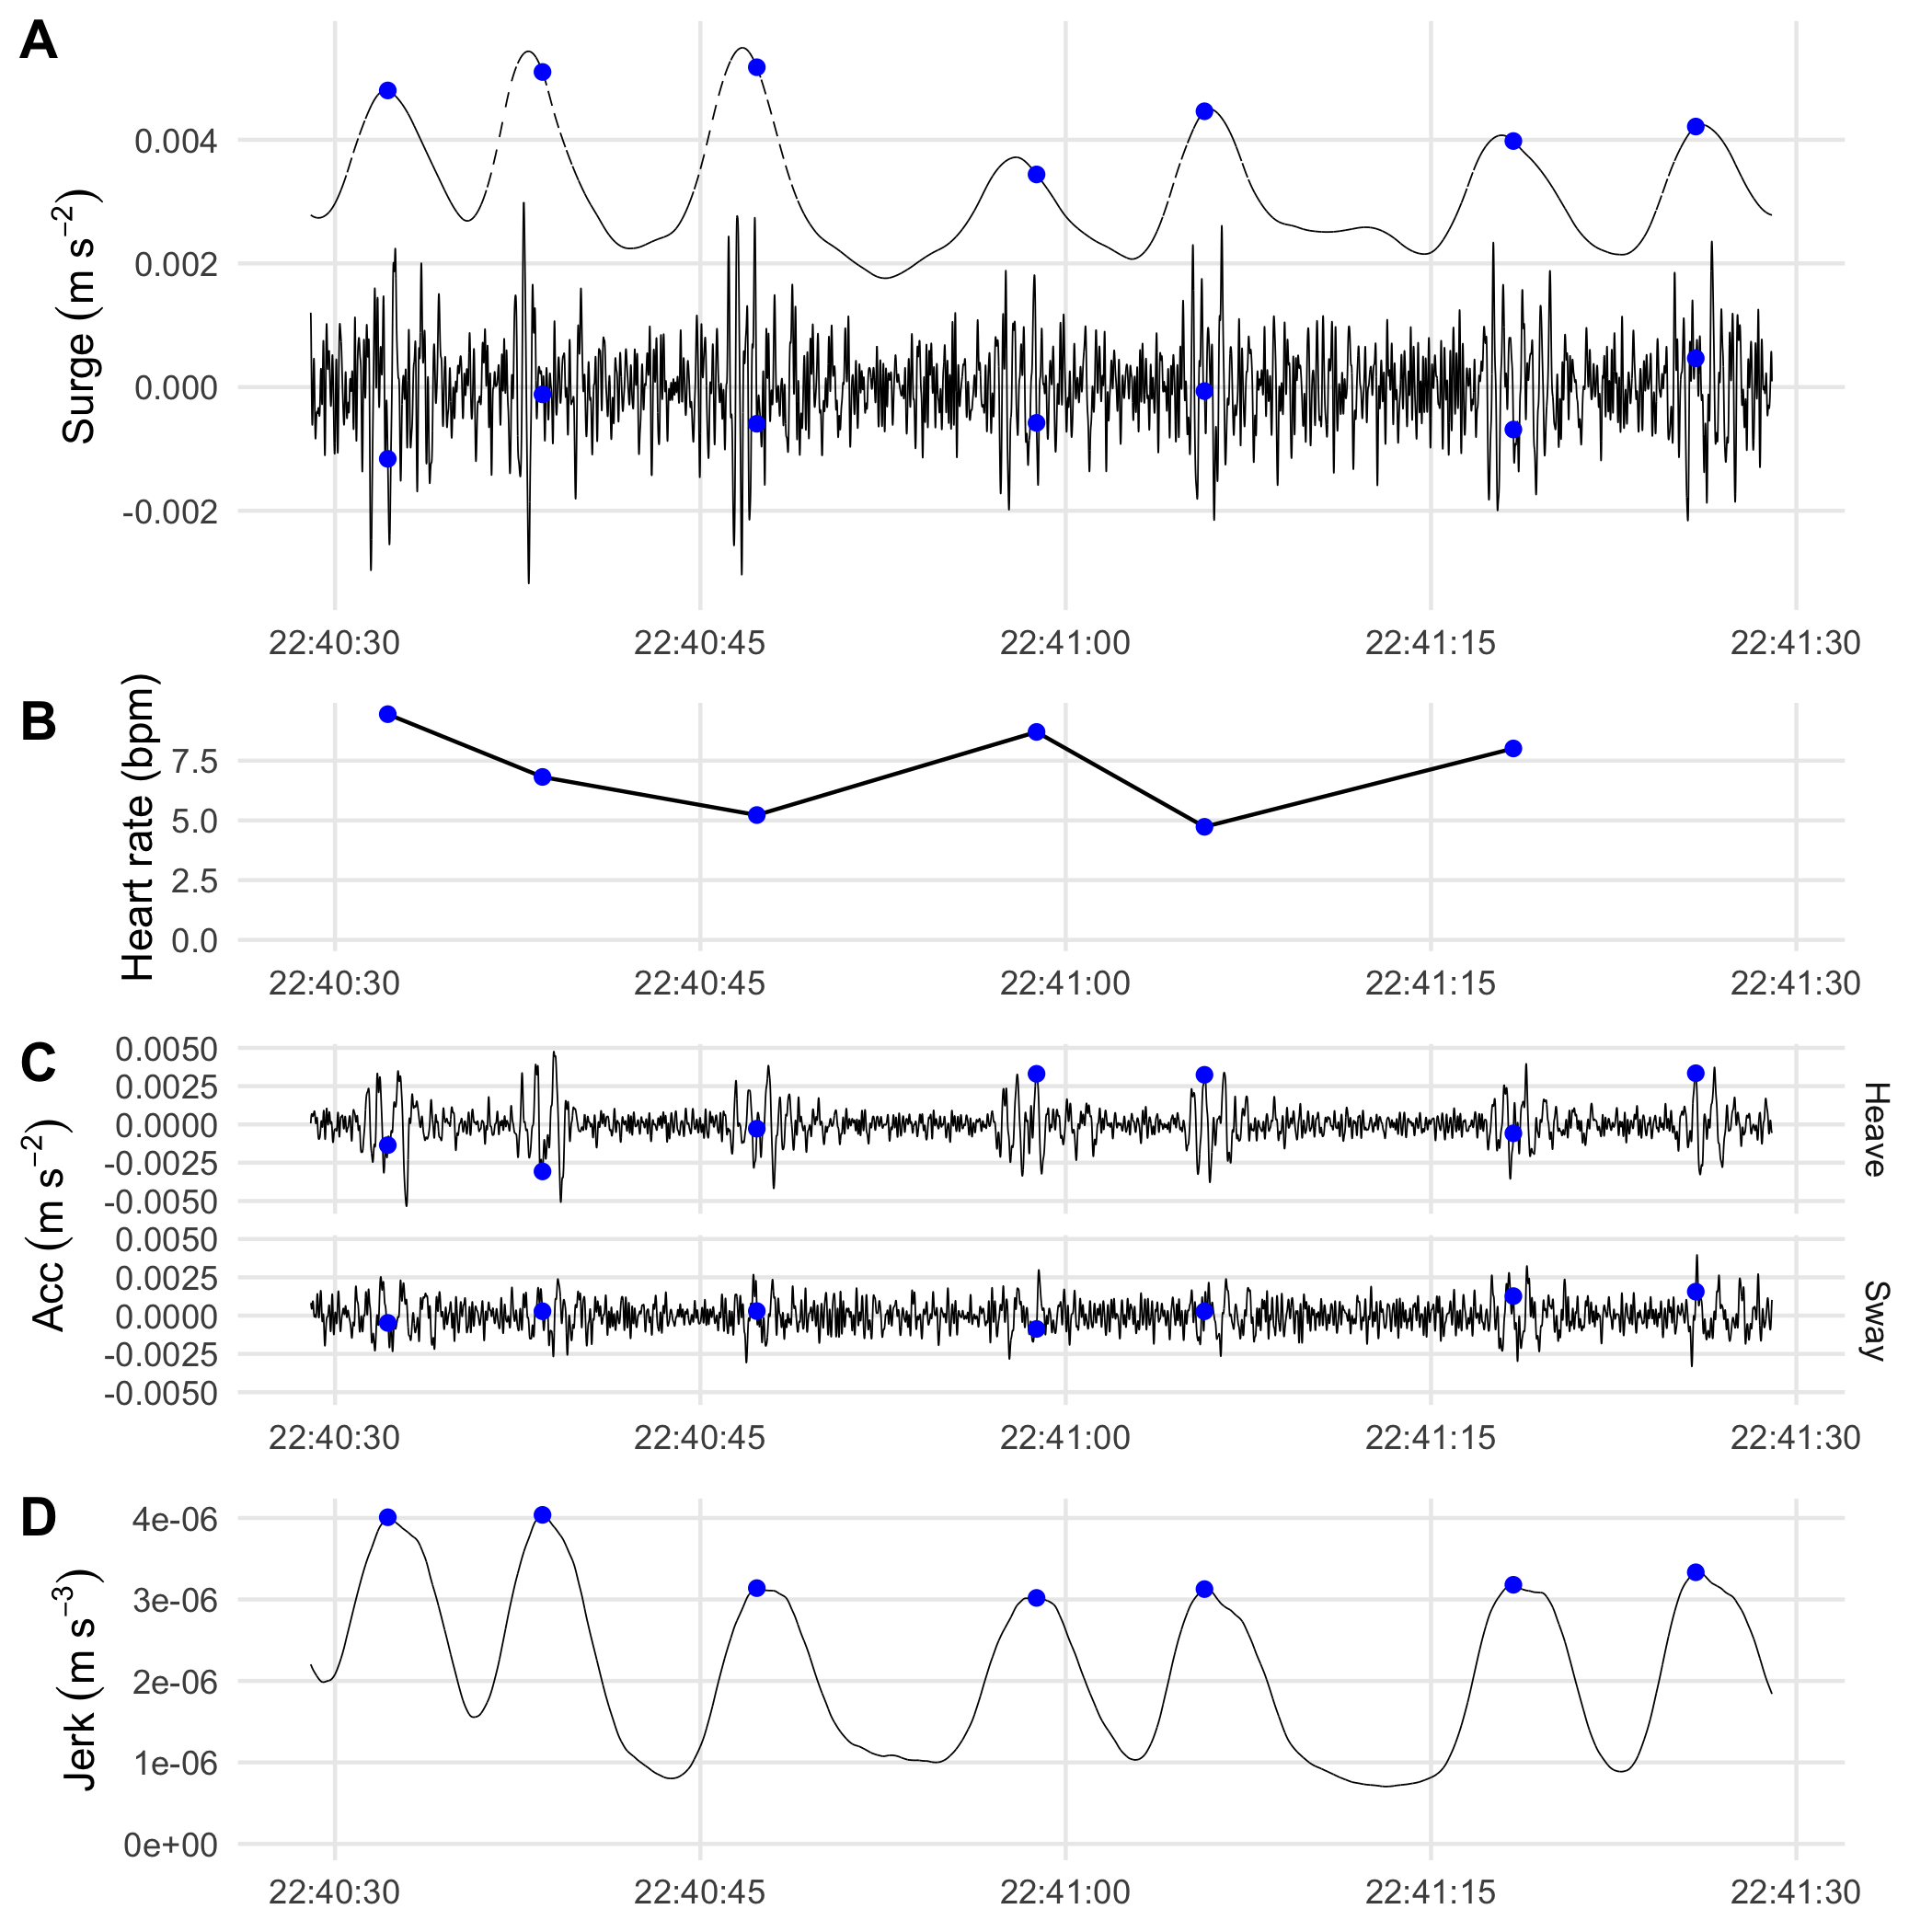 A
Surge (m s⁻²)
0.004
0.002
0.000
-0.002
22:40:30 22:40:45 22:41:00 22:41:15 22:41:30
B
Heart rate (bpm)
7.5
5.0
2.5
0.0
22:40:30 22:40:45 22:41:00 22:41:15 22:41:30
C
Acc (m s⁻²)
0.0050
0.0025
0.0000
-0.0025
-0.0050
Heave
0.0050
0.0025
0.0000
-0.0025
-0.0050
Sway
22:40:30 22:40:45 22:41:00 22:41:15 22:41:30
D
Jerk (m s⁻³)
4e-06
3e-06
2e-06
1e-06
0e+00
22:40:30 22:40:45 22:41:00 22:41:15 22:41:30